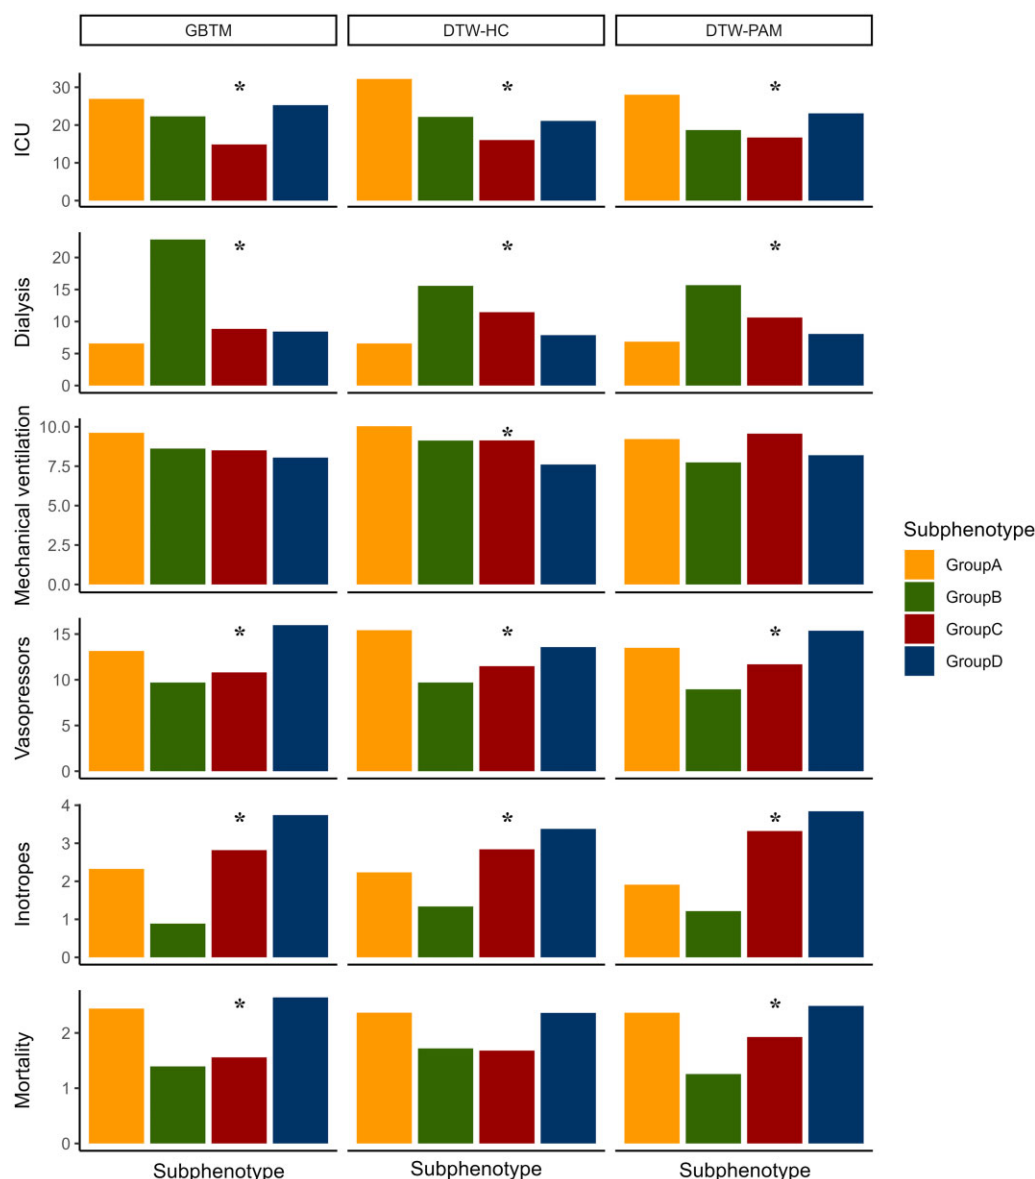 GBTM DTW-HC DTW-PAM
ICU
30
20
10
0
* * *
Dialysis
20
15
10
5
0
* * *
Mechanical ventilation
10.0
7.5
5.0
2.5
0.0
*
Vasopressors
15
10
5
0
* * *
Inotropes
4
3
2
1
0
* * *
Mortality
2
1
0
* *
Subphenotype Subphenotype Subphenotype
Subphenotype
GroupA
GroupB
GroupC
GroupD